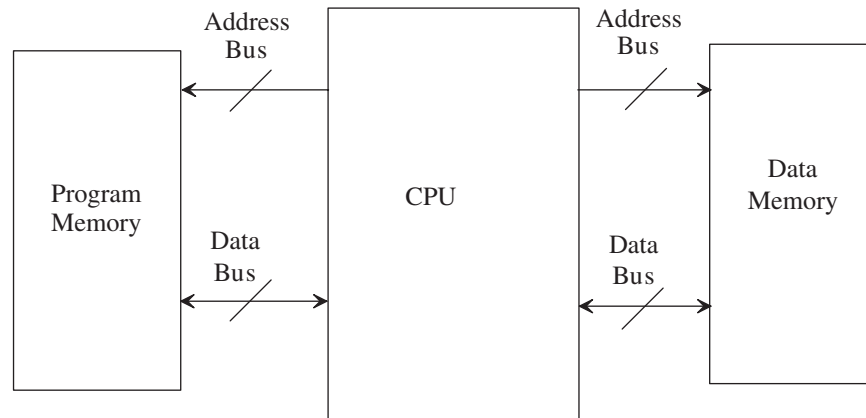 Address
Bus
Address
Bus
Program
Memory
CPU
Data
Memory
Data
Bus
Data
Bus